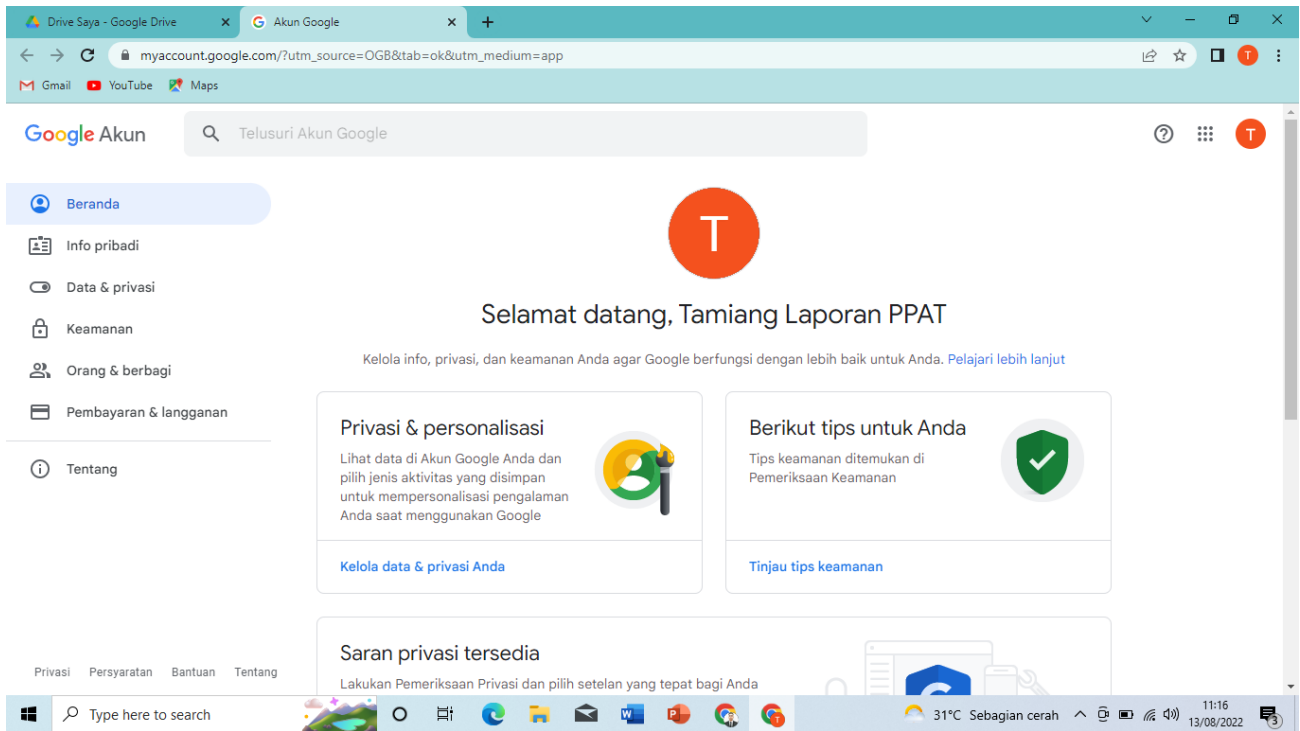 Drive Saya - Google Drive
Akun Google
myaccount.google.com/?utm_source=OGB&tab=ok&utm_medium=app
T
Gmail
YouTube
Maps
Google Akun
Telusuri Akun Google
T
Beranda
Info pribadi
Data & privasi
Keamanan
Orang & berbagi
Pembayaran & langganan
Tentang
T
Selamat datang, Tamiang Laporan PPAT
Kelola info, privasi, dan keamanan Anda agar Google berfungsi dengan lebih baik untuk Anda. Pelajari lebih lanjut
Privasi & personalisasi
Lihat data di Akun Google Anda dan
pilih jenis aktivitas yang disimpan
untuk mempersonalisasi pengalaman
Anda saat menggunakan Google
Kelola data & privasi Anda
Berikut tips untuk Anda
Tips keamanan ditemukan di
Pemeriksaan Keamanan
Tinjau tips keamanan
Saran privasi tersedia
Lakukan Pemeriksaan Privasi dan pilih setelan yang tepat bagi Anda
Privasi Persyaratan Bantuan Tentang
Type here to search
31°C Sebagian cerah
11:16
13/08/2022
3